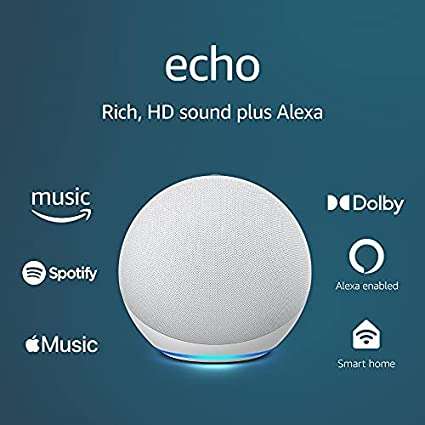 echo
Rich, HD sound plus Alexa
music
Spotify
Music
Dolby
Alexa enabled
Smart home